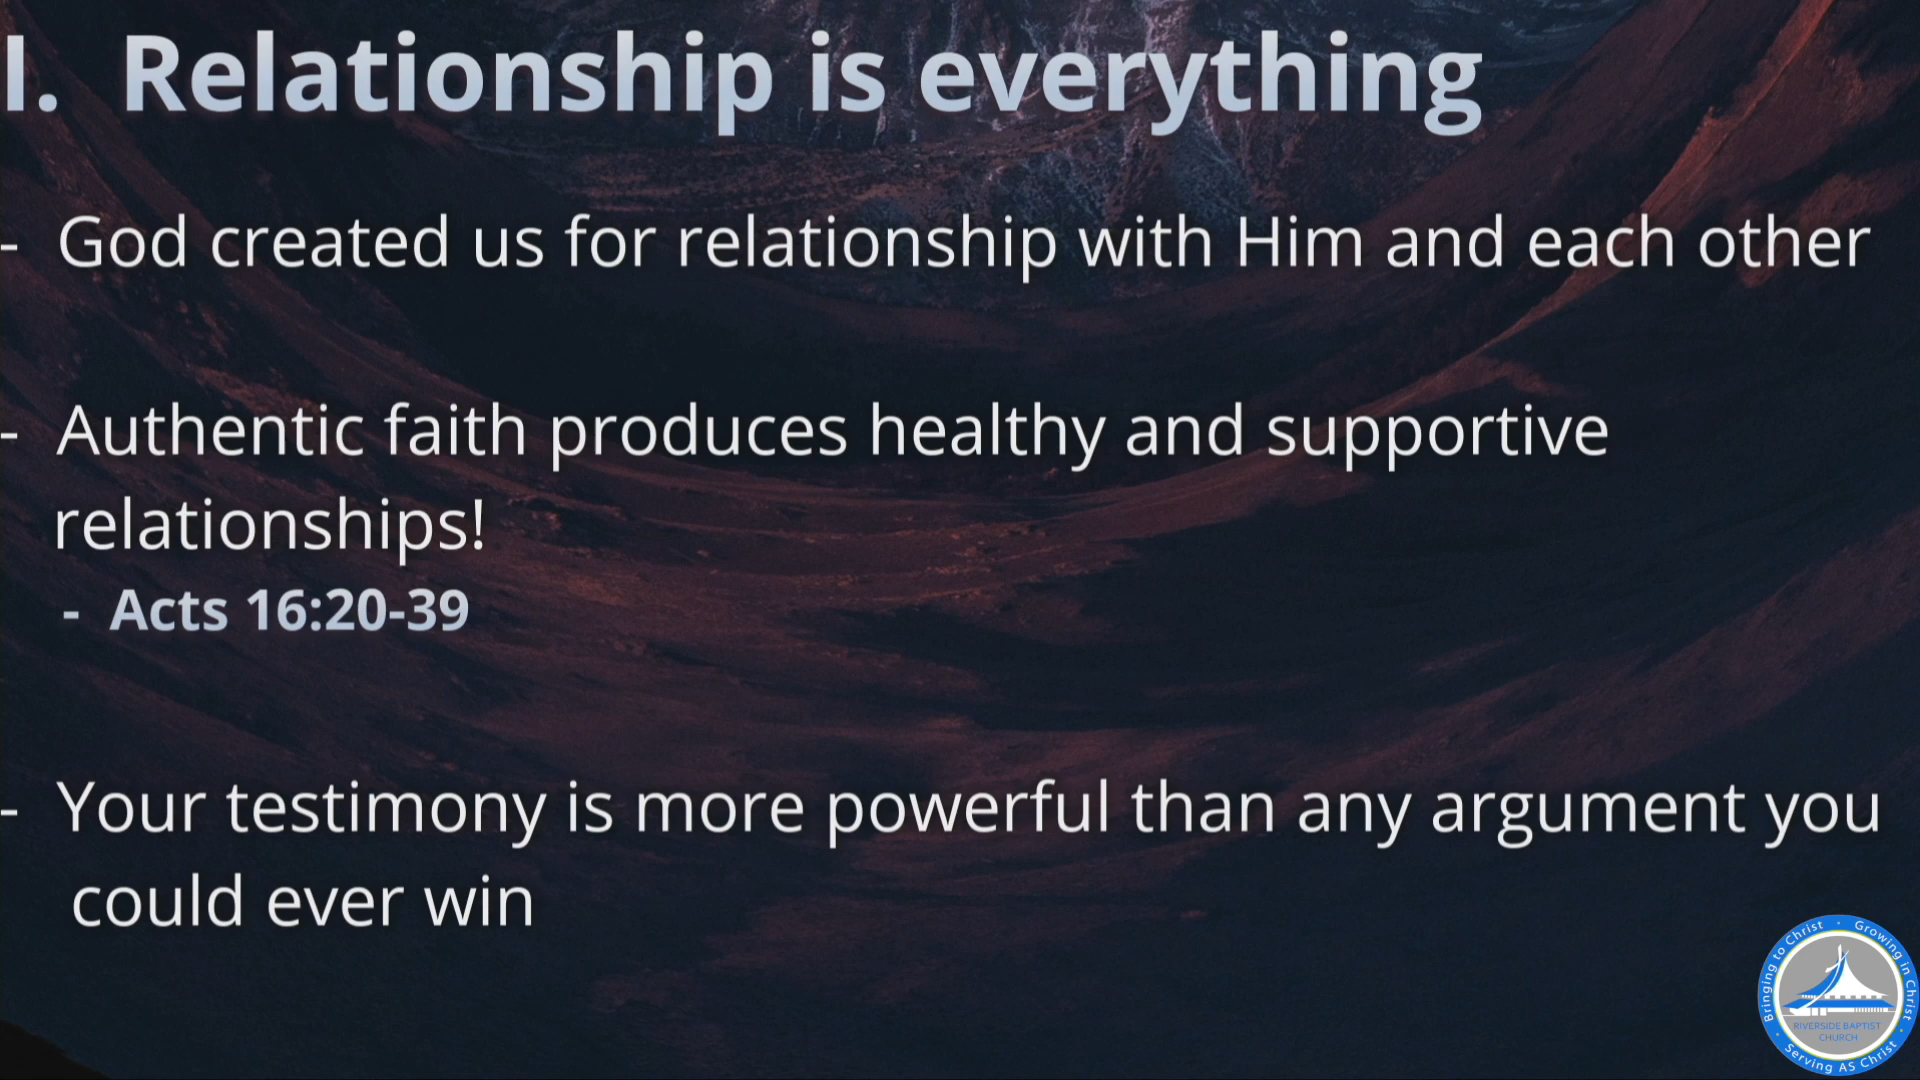 I. Relationship is everything
- God created us for relationship with Him and each other
- Authentic faith produces healthy and supportive
relationships!
- Acts 16:20-39
- Your testimony is more powerful than any argument you
could ever win
Bringing to Christ · Growing in Christ · Serving AS Christ ·
RIVERSIDE BAPTIST
CHURCH